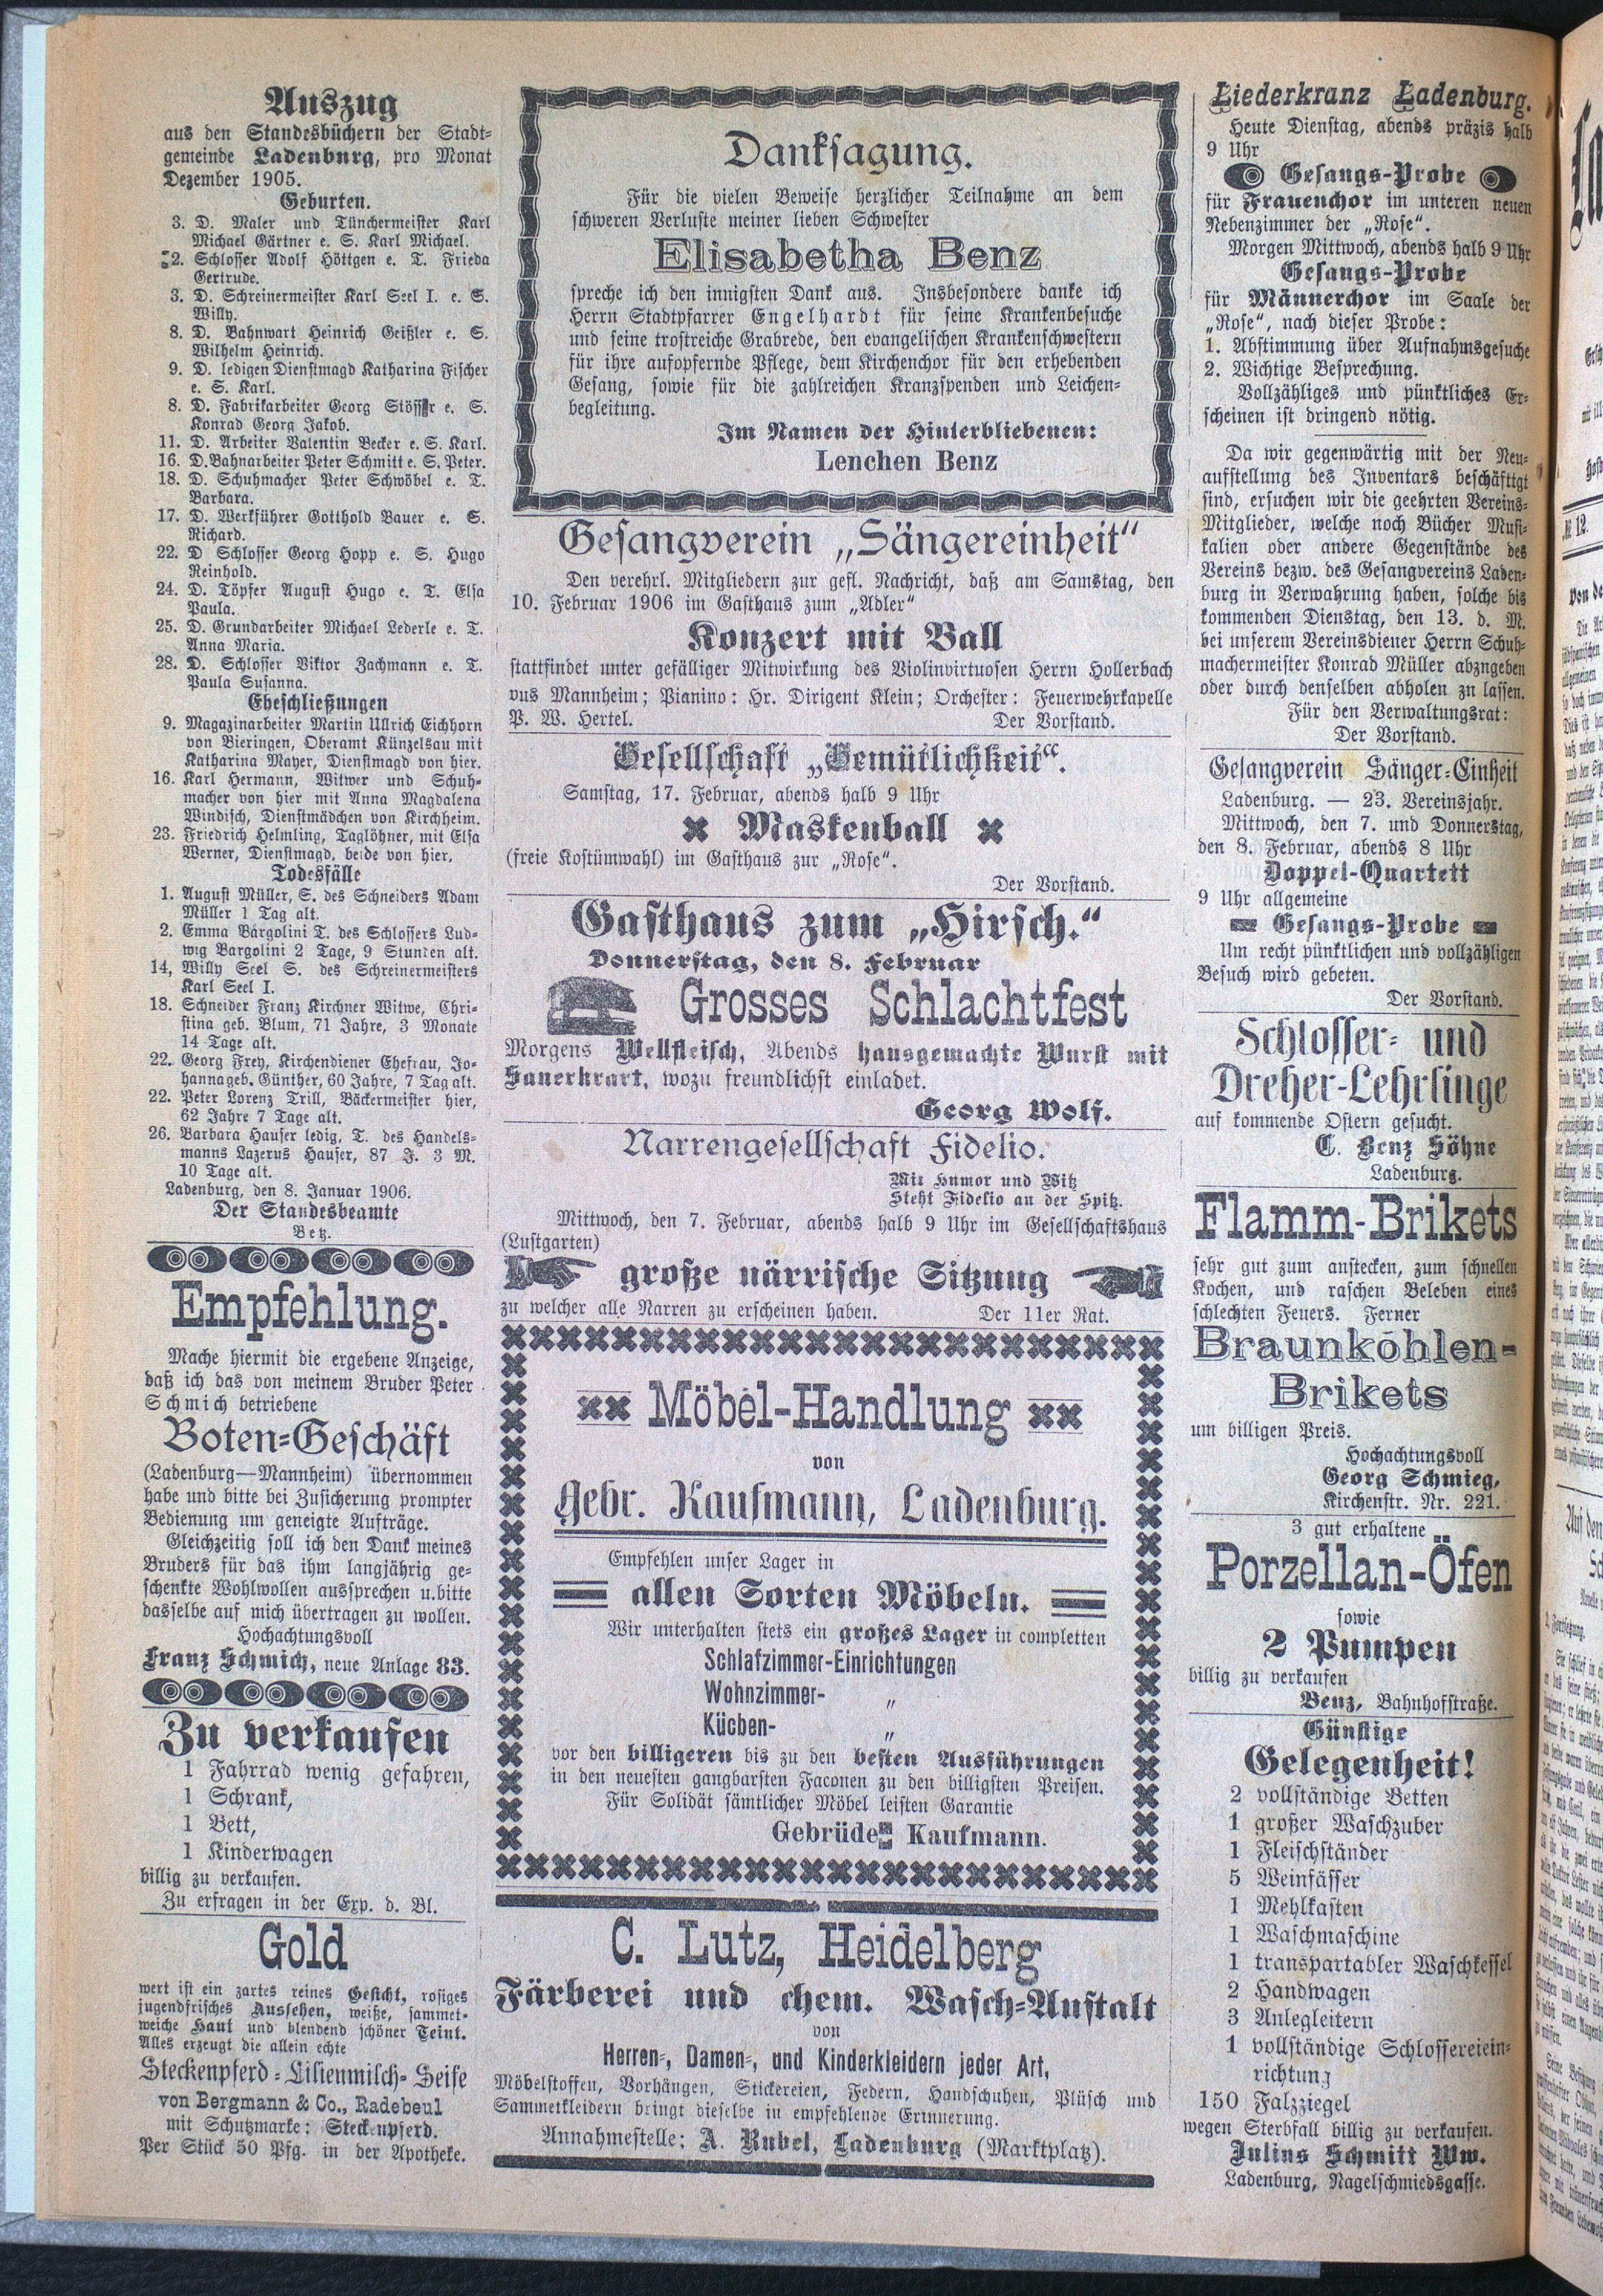 Auszug
aus den Standesbüchern der Stadt-
gemeinde Ladenburg, pro Monat
Dezember 1905.
Geburten.
3. D. Maler und Tünchermeister Karl
Michael Gärtner e. S. Karl Michael.
2. Schlosser Adolf Höttgen e. T. Frieda
Gertrude.
3. D. Schreinermeister Karl Seel I. e. S.
Willy.
8. D. Bahnwart Heinrich Geißler e. S.
Wilhelm Heinrich.
9. D. ledigen Dienstmagd Katharina Fischer
e. S. Karl.
8. D. Fabrikarbeiter Georg Stösser e. S.
Konrad Georg Jakob.
11. D. Arbeiter Valentin Becker e. S. Karl.
16. D. Bahnarbeiter Peter Schmitt e. S. Peter.
18. D. Schuhmacher Peter Schwöbel e. T.
Barbara.
17. D. Werkführer Gotthold Bauer e. S.
Richard.
22. D Schlosser Georg Hopp e. S. Hugo
Reinhold.
24. D. Töpfer August Hugo e. T. Elsa
Paula.
25. D. Grundarbeiter Michael Lederle e. T.
Anna Maria.
28. D. Schlosser Viktor Zachmann e. T.
Paula Susanna.
Eheschließungen
9. Magazinarbeiter Martin Ullrich Eichhorn
von Bieringen, Oberamt Künzelsau mit
Katharina Mayer, Dienstmagd von hier.
16. Karl Hermann, Witwer und Schuh-
macher von hier mit Anna Magdalena
Windisch, Dienstmädchen von Kirchheim.
23. Friedrich Helmling, Taglöhner, mit Elsa
Werner, Dienstmagd, beide von hier.
Todesfälle
1. August Müller, S. des Schneiders Adam
Müller 1 Tag alt.
2. Emma Bargolini T. des Schlossers Lud-
wig Bargolini 2 Tage, 9 Stunden alt.
14, Willy Seel S. des Schreinermeisters
Karl Seel I.
18. Schneider Franz Kirchner Witwe, Chri-
stina geb. Blum, 71 Jahre, 3 Monate
14 Tage alt.
22. Georg Frey, Kirchendiener Ehefrau, Jo-
hanna geb. Günther, 60 Jahre, 7 Tag alt.
22. Peter Lorenz Trill, Bäckermeister hier,
62 Jahre 7 Tage alt.
26. Barbara Hauser ledig, T. des Handels-
manns Lazerus Hauser, 87 J. 3 M.
10 Tage alt.
Ladenburg, den 8. Januar 1906.
Der Standesbeamte
Betz.
Empfehlung.
Mache hiermit die ergebene Anzeige,
daß ich das von meinem Bruder Peter
Schmich betriebene
Boten-Geschäft
(Ladenburg—Mannheim) übernommen
habe und bitte bei Zusicherung prompter
Bedienung um geneigte Aufträge.
Gleichzeitig soll ich den Dank meines
Bruders für das ihm langjährig ge-
schenkte Wohlwollen aussprechen u. bitte
dasselbe auf mich übertragen zu wollen.
Hochachtungsvoll
Franz Schmich, neue Anlage 83.
Zu verkaufen
1 Fahrrad wenig gefahren,
1 Schrank,
1 Bett,
1 Kinderwagen
billig zu verkaufen.
Zu erfragen in der Exp. d. Bl.
Gold
wert ist ein zartes reines Gesicht, rosiges
jugendfrisches Aussehen, weiße, sammet-
weiche Haut und blendend schöner Teint.
Alles erzeugt die allein echte
Steckenpferd-Lilienmilch-Seife
von Bergmann & Co., Radebeul
mit Schutzmarke: Steckenpferd.
Per Stück 50 Pfg. in der Apotheke.
Danksagung.
Für die vielen Beweise herzlicher Teilnahme an dem
schweren Verluste meiner lieben Schwester
Elisabetha Benz
spreche ich den innigsten Dank aus. Insbesondere danke ich
Herrn Stadtpfarrer Engelhardt für seine Krankenbesuche
und seine trostreiche Grabrede, den evangelischen Krankenschwestern
für ihre aufopfernde Pflege, dem Kirchenchor für den erhebenden
Gesang, sowie für die zahlreichen Kranzspenden und Leichen-
begleitung.
Im Namen der Hinterbliebenen:
Lenchen Benz
Gesangverein „Sängereinheit“
Den verehrl. Mitgliedern zur gefl. Nachricht, daß am Samstag, den
10. Februar 1906 im Gasthaus zum „Adler“
Konzert mit Ball
stattfindet unter gefälliger Mitwirkung des Violinvirtuosen Herrn Hollerbach
vus Mannheim; Pianino: Hr. Dirigent Klein; Orchester: Feuerwehrkapelle
P. W. Hertel. Der Vorstand.
Gesellschaft „Gemütlichkeit“.
Samstag, 17. Februar, abends halb 9 Uhr
Maskenball
(freie Kostümwahl) im Gasthaus zur „Rose“.
Der Vorstand.
Gasthaus zum „Hirsch.“
Donnerstag, den 8. Februar
Grosses Schlachtfest
Morgens Wellfleisch, Abends hausgemachte Wurst mit
Sauerkrart, wozu freundlichst einladet.
Georg Wolf.
Narrengesellschaft Fidelio.
Mit Humor und Witz
Steht Fidelio an der Spitz.
Mittwoch, den 7. Februar, abends halb 9 Uhr im Gesellschaftshaus
(Lustgarten)
große närrische Sitzung
zu welcher alle Narren zu erscheinen haben. Der 11er Rat.
Möbel-Handlung
von
Gebr. Kaufmann, Ladenburg.
Empfehlen unser Lager in
allen Sorten Möbeln.
Wir unterhalten stets ein großes Lager in completten
Schlafzimmer-Einrichtungen
Wohnzimmer- „
Küchen- „
vor den billigeren bis zu den besten Ausführungen
in den neuesten gangbarsten Faconen zu den billigsten Preisen.
Für Solidät sämtlicher Möbel leisten Garantie
Gebrüder Kaufmann.
C. Lutz, Heidelberg
Färberei und chem. Wasch-Anstalt
von
Herren-, Damen-, und Kinderkleidern jeder Art,
Möbelstoffen, Vorhängen, Stickereien, Federn, Handschuhen, Plüsch und
Sammetkleidern bringt dieselbe in empfehlende Erinnerung.
Annahmestelle: A. Rubel, Ladenburg (Marktplatz).
Liederkranz Ladenburg.
Heute Dienstag, abends präzis halb
9 Uhr
Gesangs-Probe
für Frauenchor im unteren neuen
Nebenzimmer der „Rose“.
Morgen Mittwoch, abends halb 9 Uhr
Gesangs-Probe
für Männerchor im Saale der
„Rose“, nach dieser Probe:
1. Abstimmung über Aufnahmsgesuche
2. Wichtige Besprechung.
Vollzähliges und pünktliches Er-
scheinen ist dringend nötig.
Da wir gegenwärtig mit der Neu-
aufstellung des Inventars beschäftigt
sind, ersuchen wir die geehrten Vereins-
Mitglieder, welche noch Bücher Musi-
kalien oder andere Gegenstände des
Vereins bezw. des Gesangvereins Laden-
burg in Verwahrung haben, solche bis
kommenden Dienstag, den 13. d. M.
bei unserem Vereinsdiener Herrn Schuh-
machermeister Konrad Müller abzngeben
oder durch denselben abholen zu lassen.
Für den Verwaltungsrat:
Der Vorstand.
Gesangverein Sänger-Einheit
Ladenburg. — 23. Vereinsjahr.
Mittwoch, den 7. und Donnerstag,
den 8. Februar, abends 8 Uhr
Doppel-Quartett
9 Uhr allgemeine
Gesangs-Probe
Um recht pünktlichen und vollzähligen
Besuch wird gebeten.
Der Vorstand.
Schlosser- und
Dreher-Lehrlinge
auf kommende Ostern gesucht.
C. Benz Söhne
Ladenburg.
Flamm-Brikets
sehr gut zum anstecken, zum schnellen
Kochen, und raschen Beleben eines
schlechten Feuers. Ferner
Braunkohlen-
Brikets
um billigen Preis.
Hochachtungsvoll
Georg Schmieg,
Kirchenstr. Nr. 221.
3 gut erhaltene
Porzellan-Öfen
sowie
2 Pumpen
billig zu verkaufen
Benz, Bahnhofstraße.
Günstige
Gelegenheit!
2 vollständige Betten
1 großer Waschzuber
1 Fleischständer
5 Weinfässer
1 Mehlkasten
1 Waschmaschine
1 transpartabler Waschkessel
2 Handwagen
3 Anlegleitern
1 vollständige Schlossereiein-
richtung
150 Falzziegel
wegen Sterbfall billig zu verkaufen.
Julius Schmitt Ww.
Ladenburg, Nagelschmiedsgasse.
№ 12.